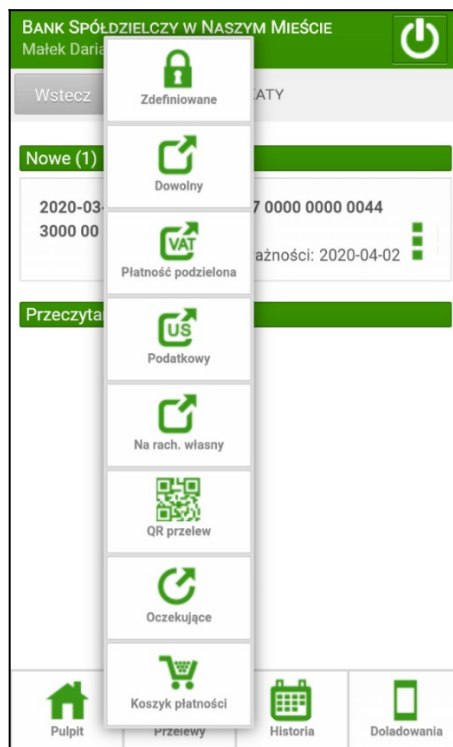 BANK SPÓŁDZIELCZY W NASZYM MIEŚCIE
Małek Daria
Wstecz
Zdefiniowane
Nowe (1)
Dowolny
2020-03- 7 0000 0000 0044
3000 00
VAT
Płatność podzielona
ażności: 2020-04-02
Przeczyta
US
Podatkowy
Na rach. własny
QR przelew
Oczekujące
Koszyk płatności
Pulpit
Przelewy
Historia
Doladowania